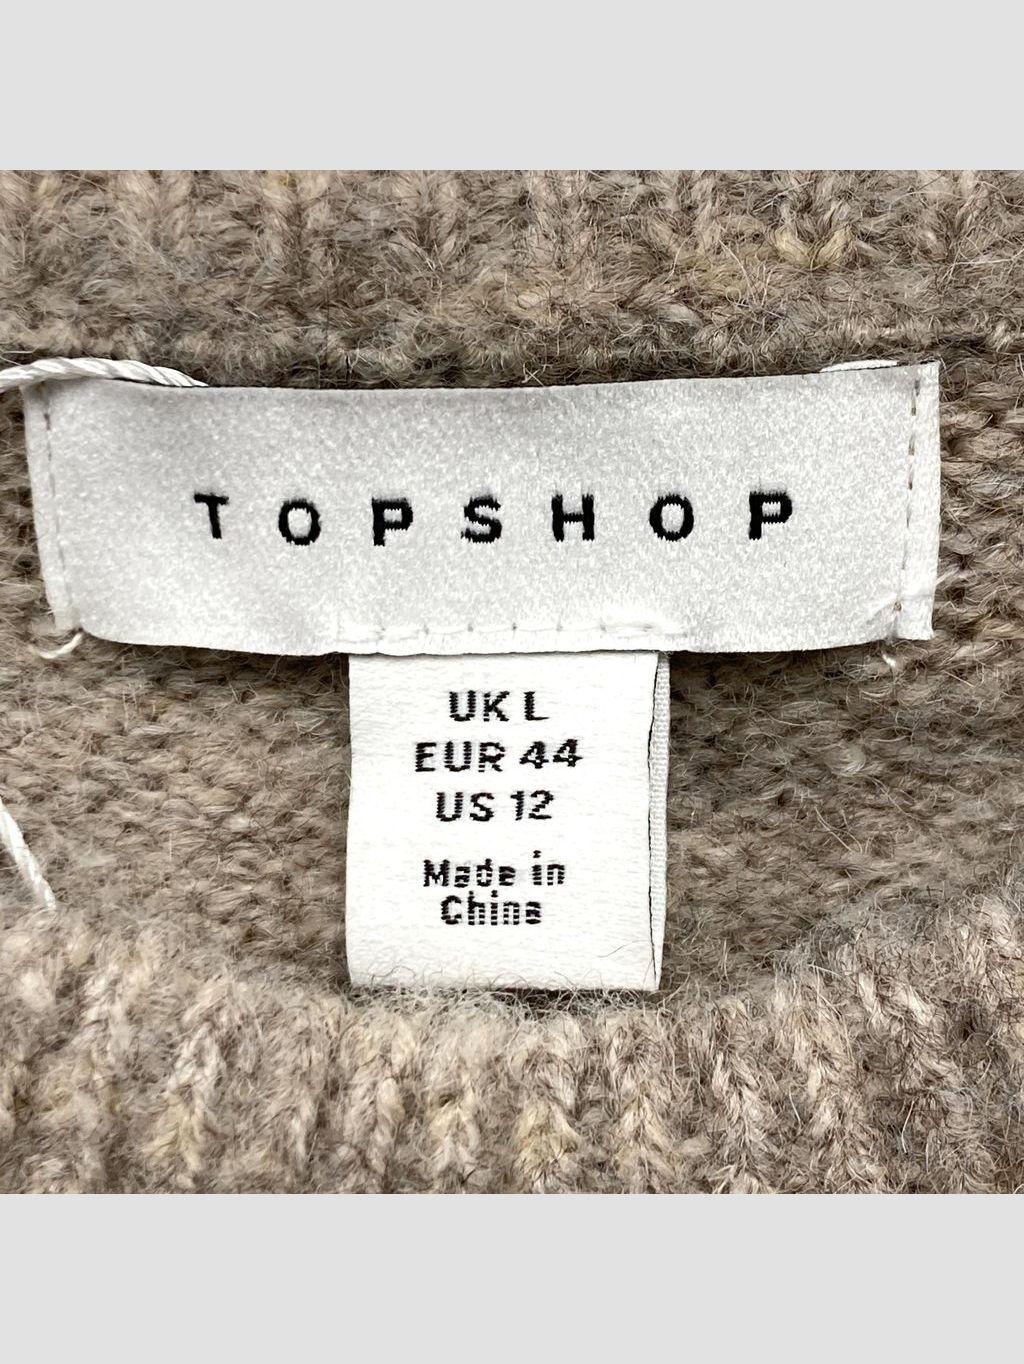 TOPSHOP
UK L
EUR 44
US 12
Made in
China